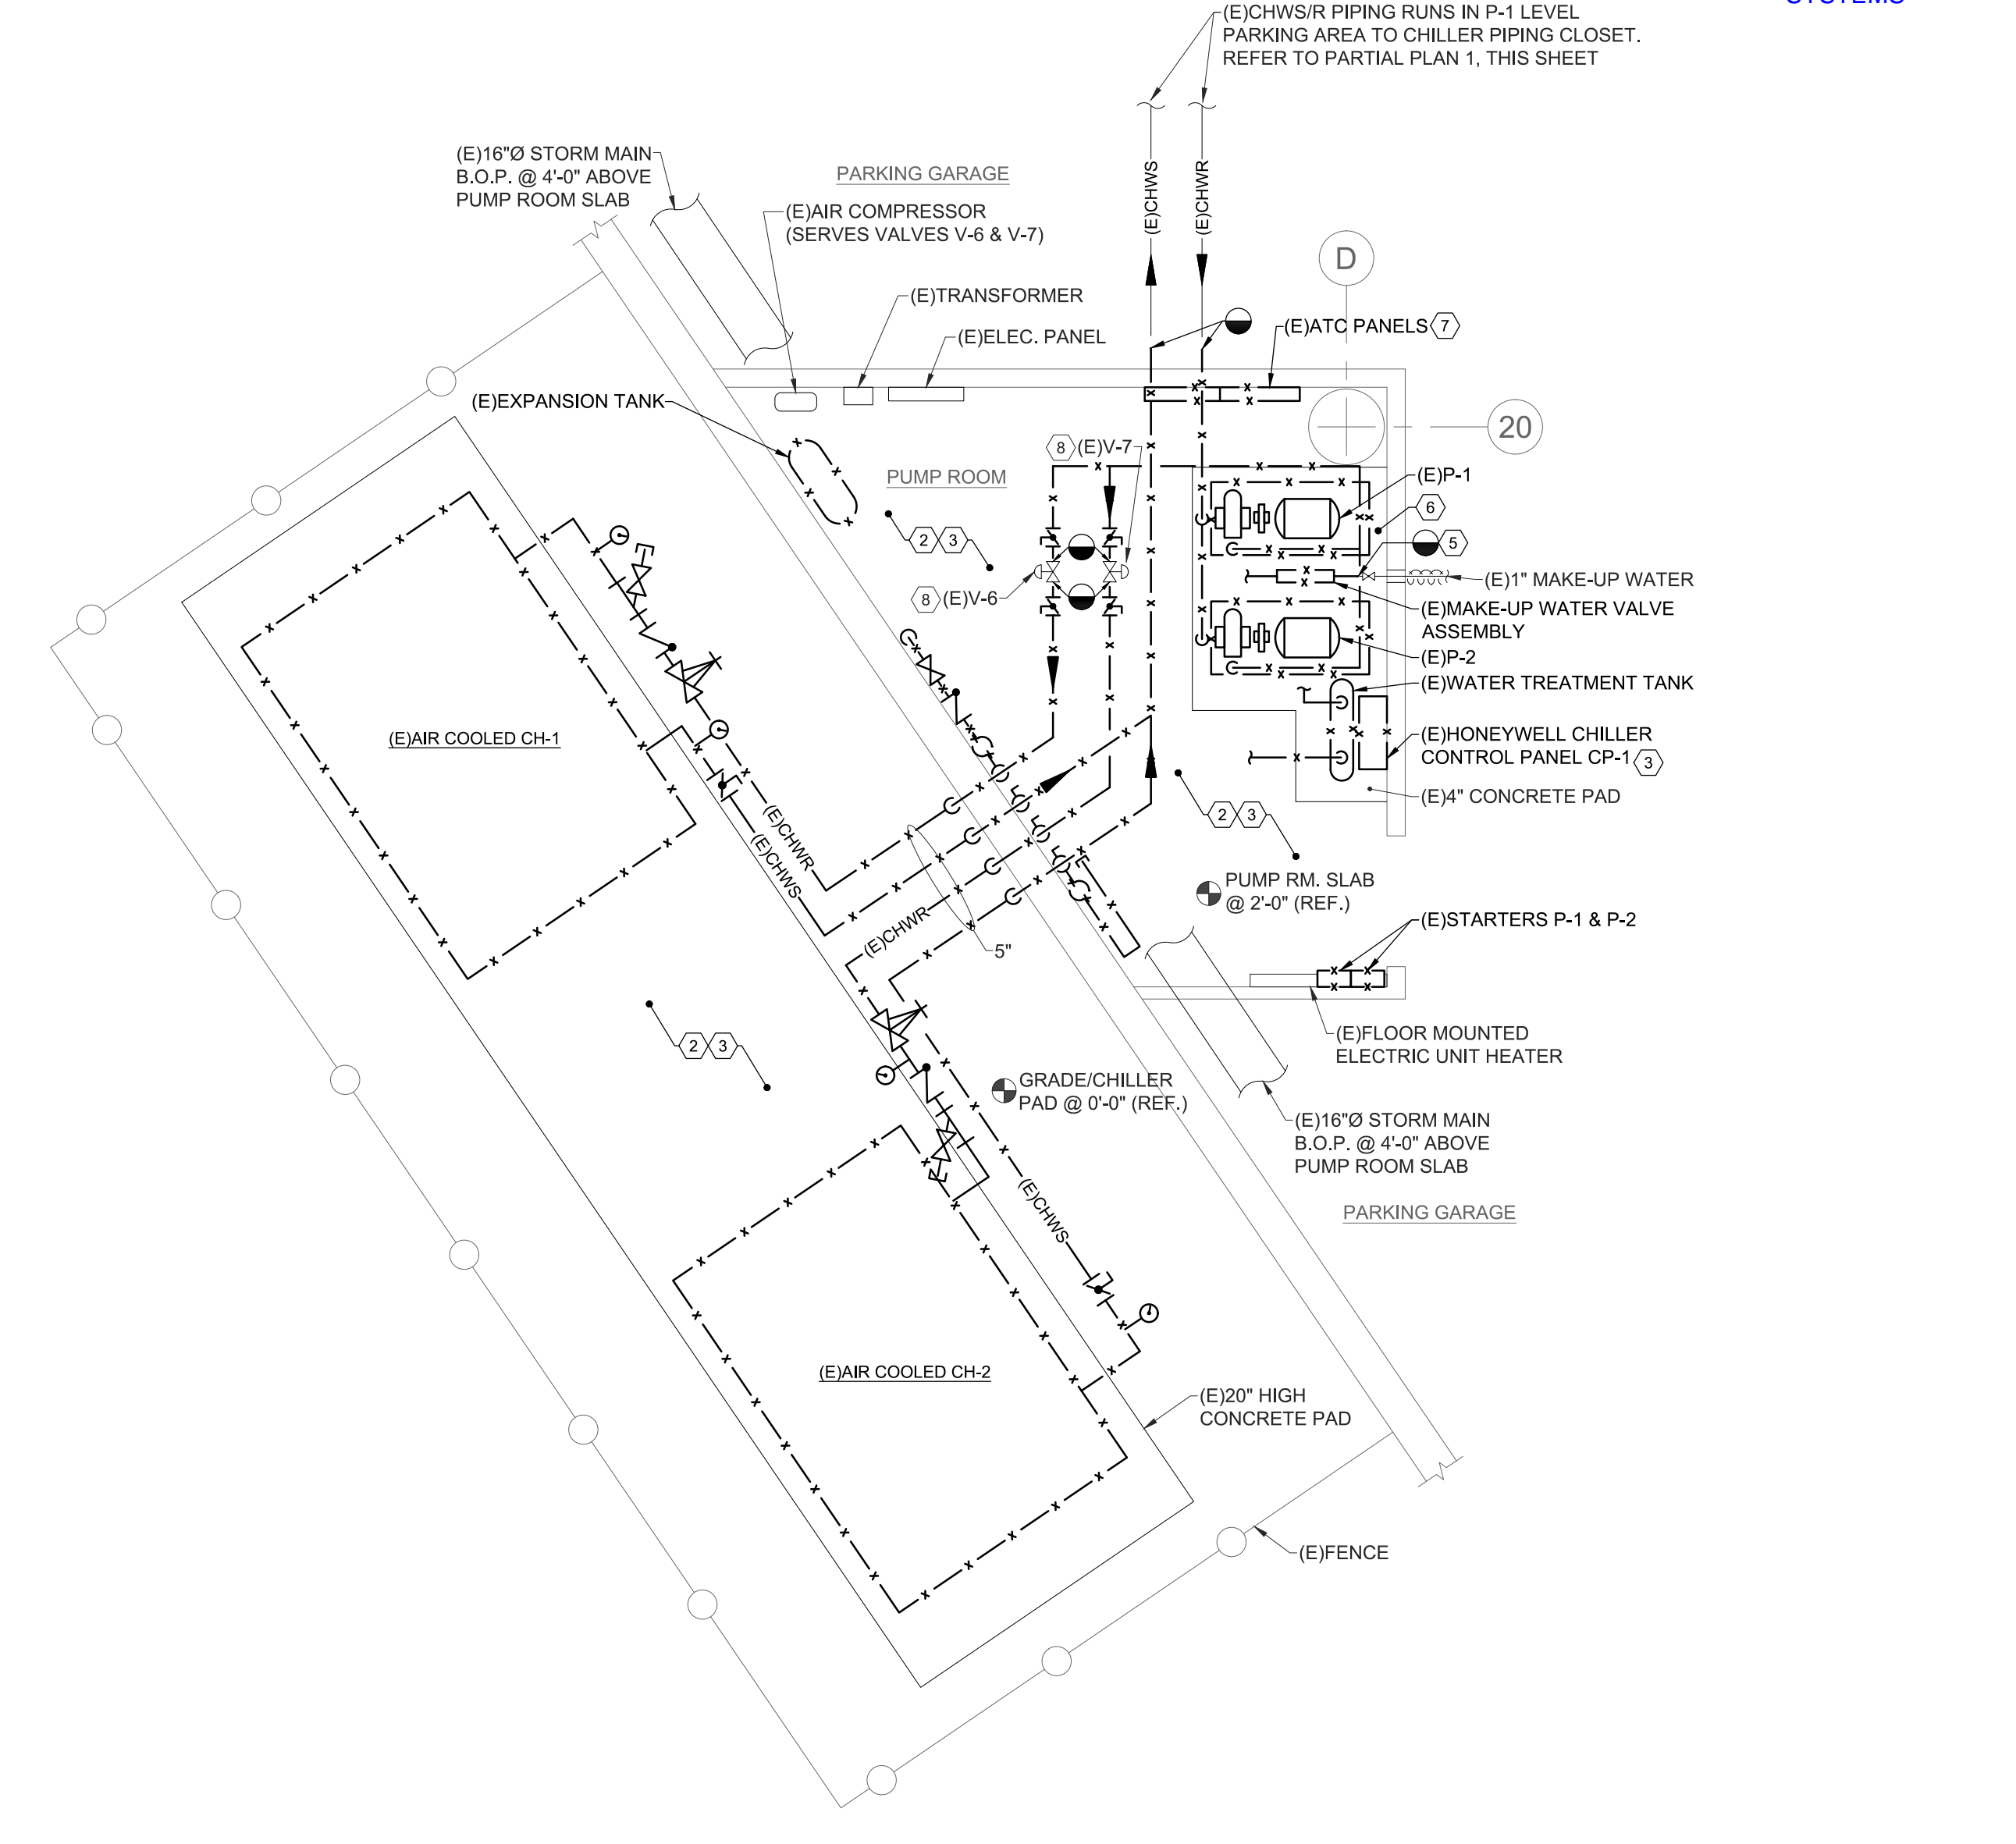 (E)CHWS/R PIPING RUNS IN P-1 LEVEL
PARKING AREA TO CHILLER PIPING CLOSET.
REFER TO PARTIAL PLAN 1, THIS SHEET
(E)16"Ø STORM MAIN
B.O.P. @ 4'-0" ABOVE
PUMP ROOM SLAB
PARKING GARAGE
(E)AIR COMPRESSOR
(SERVES VALVES V-6 & V-7)
(E)CHWS
(E)CHWR
D
(E)TRANSFORMER
(E)ELEC. PANEL
(E)ATC PANELS 7
(E)EXPANSION TANK
20
8 (E)V-7
PUMP ROOM
(E)P-1
6
2 3
5
(E)1" MAKE-UP WATER
8 (E)V-6
(E)MAKE-UP WATER VALVE
ASSEMBLY
(E)P-2
(E)WATER TREATMENT TANK
(E)AIR COOLED CH-1
(E)HONEYWELL CHILLER
CONTROL PANEL CP-1 3
(E)4" CONCRETE PAD
(E)CHWR
(E)CHWS
2 3
PUMP RM. SLAB
@ 2'-0" (REF.)
(E)CHWR
5"
(E)STARTERS P-1 & P-2
2 3
(E)FLOOR MOUNTED
ELECTRIC UNIT HEATER
GRADE/CHILLER
PAD @ 0'-0" (REF.)
(E)16"Ø STORM MAIN
B.O.P. @ 4'-0" ABOVE
PUMP ROOM SLAB
(E)CHWS
PARKING GARAGE
(E)AIR COOLED CH-2
(E)20" HIGH
CONCRETE PAD
(E)FENCE